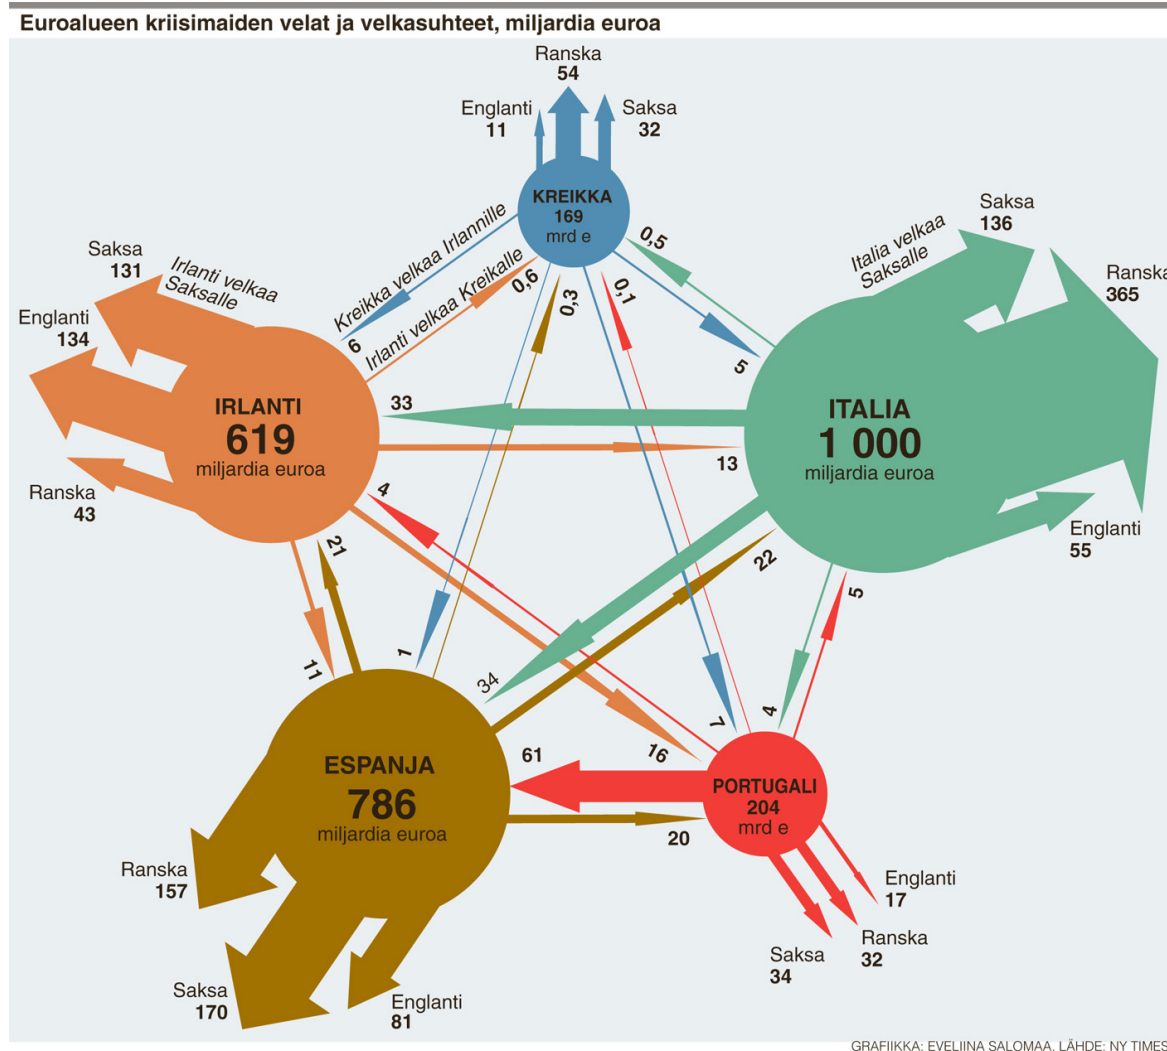 Euroalueen kriisimaiden velat ja velkasuhteet, miljardia euroa
Ranska
54
Englanti
11
Saksa
32
KREIKKA
169
mrd e
Kreikka velkaa Irlannille
6
Irlanti velkaa Kreikalle
0,6
0,3
0,1
0,5
5
Saksa
131
Irlanti velkaa
Saksalle
Englanti
134
Ranska
43
IRLANTI
619
miljardia euroa
33
13
4
Italia velkaa
Saksalle
Saksa
136
Ranska
365
ITALIA
1 000
miljardia euroa
Englanti
55
21
11
1
34
22
16
7
4
5
ESPANJA
786
miljardia euroa
61
20
PORTUGALI
204
mrd e
Ranska
157
Saksa
170
Englanti
81
Englanti
17
Ranska
32
Saksa
34
GRAFIIKKA: EVELIINA SALOMAA, LÄHDE: NY TIMES